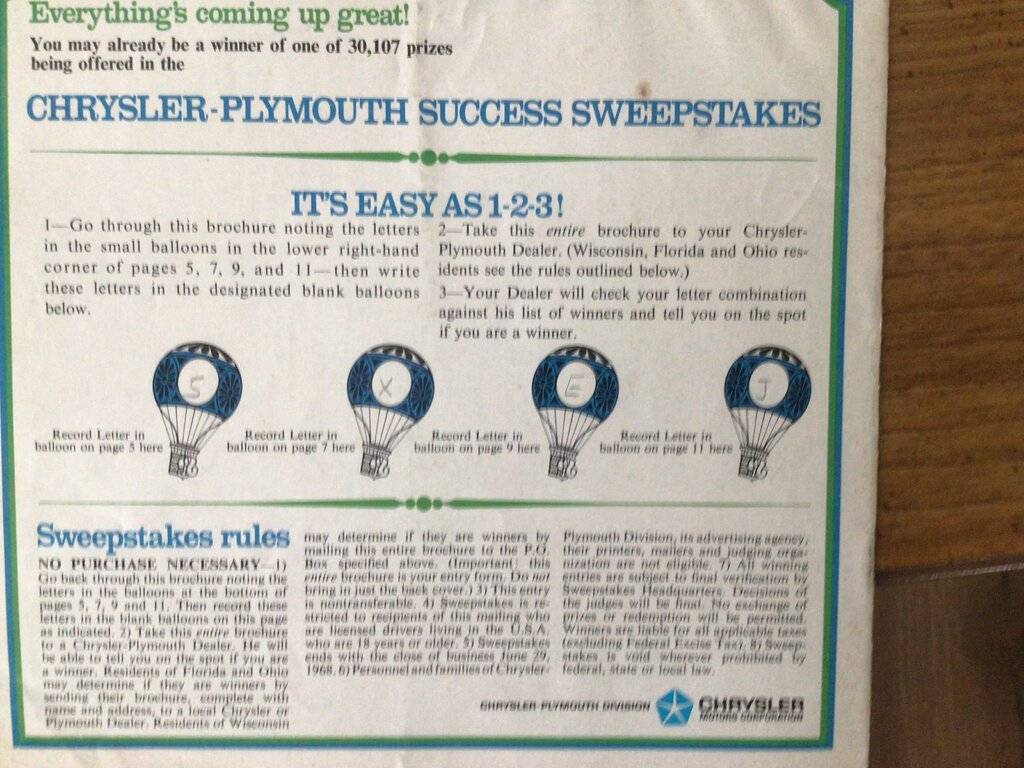 Everything's coming up great!
You may already be a winner of one of 30,107 prizes
being offered in the
CHRYSLER-PLYMOUTH SUCCESS SWEEPSTAKES
IT'S EASY AS 1-2-3!
1—Go through this brochure noting the letters
in the small balloons in the lower right-hand
corner of pages 5, 7, 9, and 11—then write
these letters in the designated blank balloons
below.
2—Take this entire brochure to your Chrysler-
Plymouth Dealer. (Wisconsin, Florida and Ohio res-
idents see the rules outlined below.)
3—Your Dealer will check your letter combination
against his list of winners and tell you on the spot
if you are a winner.
S
X
E
J
Record Letter in
balloon on page 5 here
Record Letter in
balloon on page 7 here
Record Letter in
balloon on page 9 here
Record Letter in
balloon on page 11 here
Sweepstakes rules
NO PURCHASE NECESSARY—1)
Go back through this brochure noting the
letters in the balloons at the bottom of
pages 5, 7, 9 and 11. Then record these
letters in the blank balloons on this page
as indicated. 2) Take this entire brochure
to a Chrysler-Plymouth Dealer. He will
be able to tell you on the spot if you are
a winner. Residents of Florida and Ohio
may determine if they are winners by
sending their brochure, complete with
name and address, to a local Chrysler or
Plymouth Dealer. Residents of Wisconsin
may determine if they are winners by
mailing this entire brochure to the P.O.
Box specified above. (Important: this
entire brochure is your entry form. Do not
bring in just the back cover.) 3) This entry
is nontransferable. 4) Sweepstakes is re-
stricted to recipients of this mailing who
are licensed drivers living in the U.S.A.
who are 18 years or older. 5) Sweepstakes
ends with the close of business June 29,
1968. 6) Personnel and families of Chrysler-
Plymouth Division, its advertising agency,
their printers, mailers and judging orga-
nization are not eligible. 7) All winning
entries are subject to final verification by
Sweepstakes Headquarters. Decisions of
the judges will be final. No exchange of
prizes or redemption will be permitted.
Winners are liable for all applicable taxes
(excluding Federal Excise Tax). 8) Sweep-
stakes is void wherever prohibited by
federal, state or local law.
CHRYSLER-PLYMOUTH DIVISION
CHRYSLER
MOTORS CORPORATION